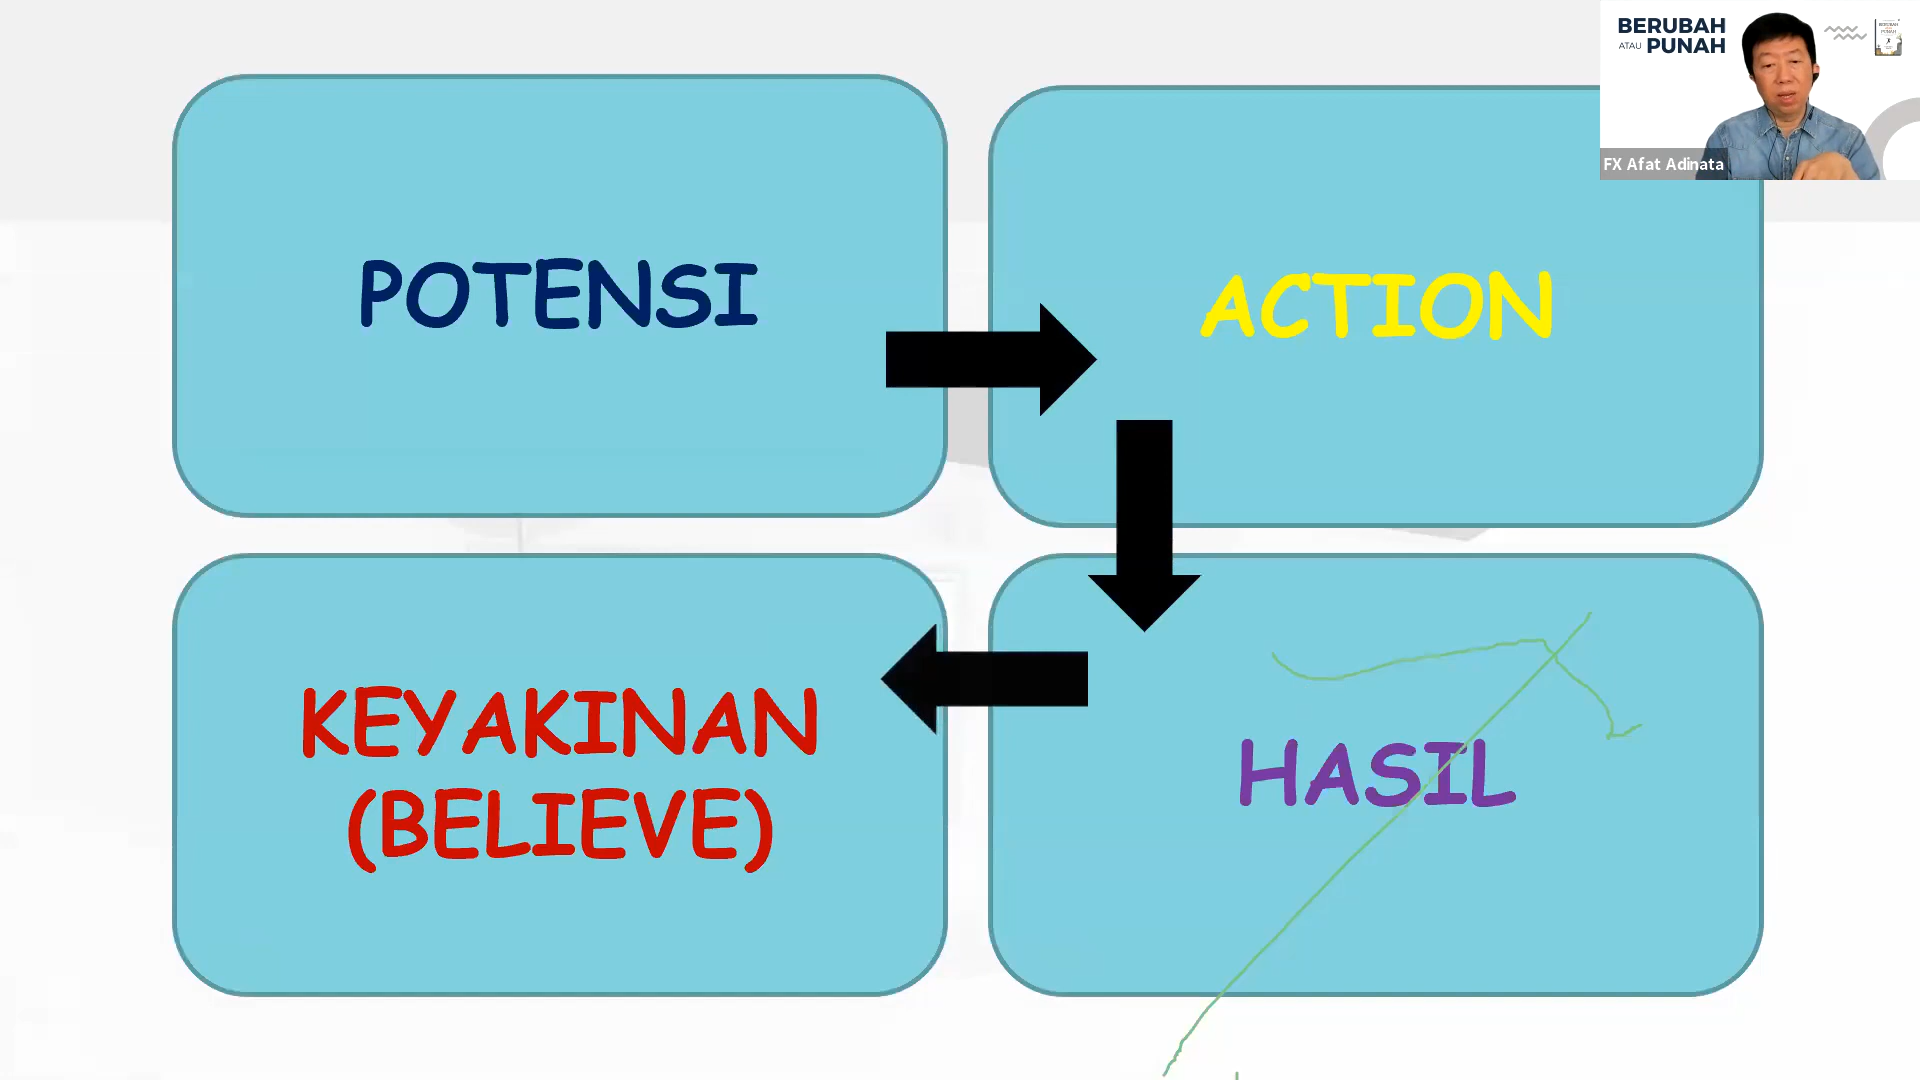 BERUBAH
ATAU PUNAH
FX Afat Adinata
POTENSI
ACTION
KEYAKINAN
(BELIEVE)
HASIL